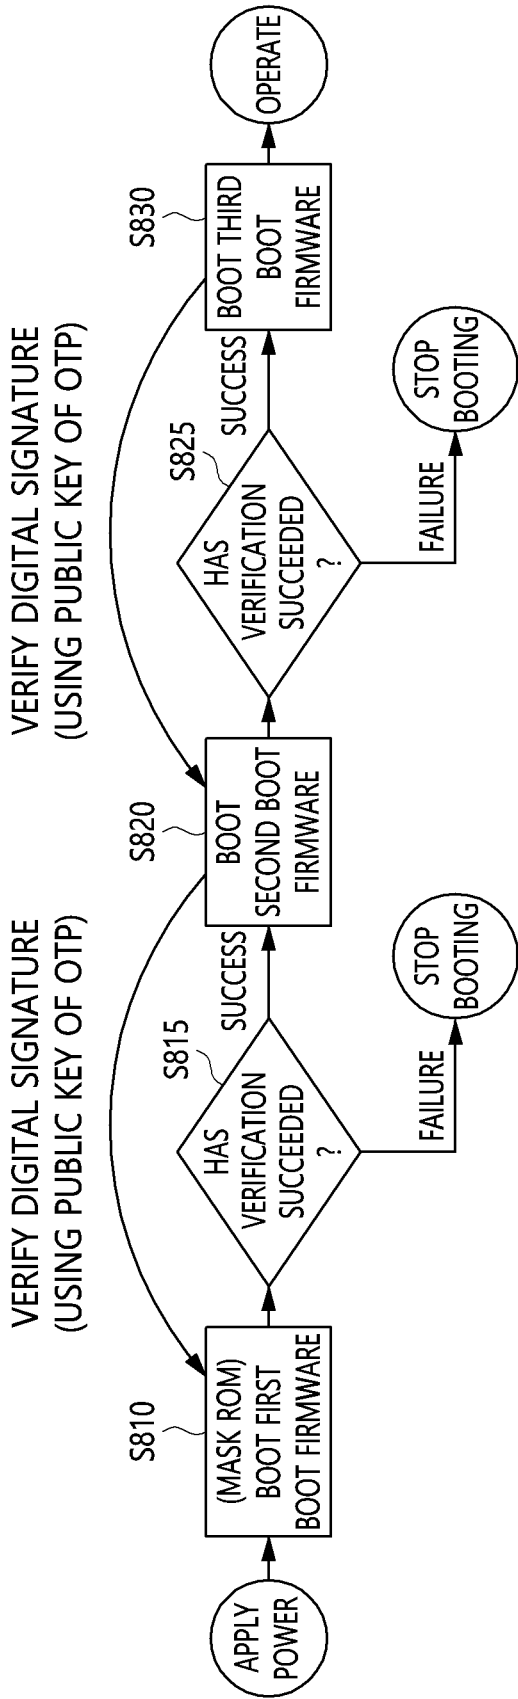 VERIFY DIGITAL SIGNATURE
(USING PUBLIC KEY OF OTP)
VERIFY DIGITAL SIGNATURE
(USING PUBLIC KEY OF OTP)
APPLY
POWER
S810
(MASK ROM)
BOOT FIRST
BOOT FIRMWARE
S815
HAS
VERIFICATION
SUCCEEDED
?
SUCCESS
FAILURE
STOP
BOOTING
S820
BOOT
SECOND BOOT
FIRMWARE
S825
HAS
VERIFICATION
SUCCEEDED
?
SUCCESS
FAILURE
STOP
BOOTING
S830
BOOT THIRD
BOOT
FIRMWARE
OPERATE